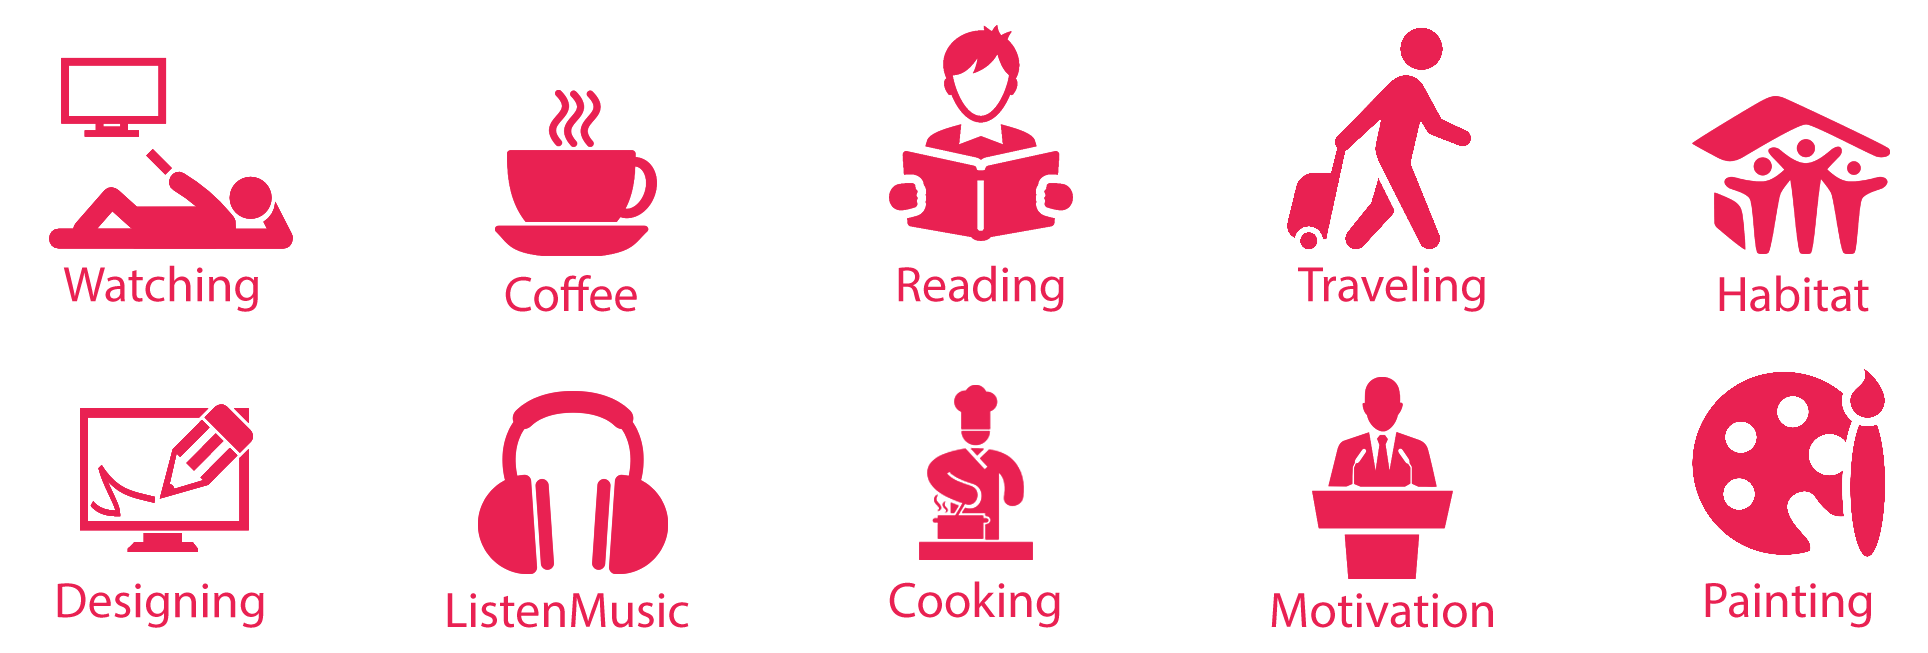 Watching
Coffee
Reading
Traveling
Habitat
Designing
ListenMusic
Cooking
Motivation
Painting